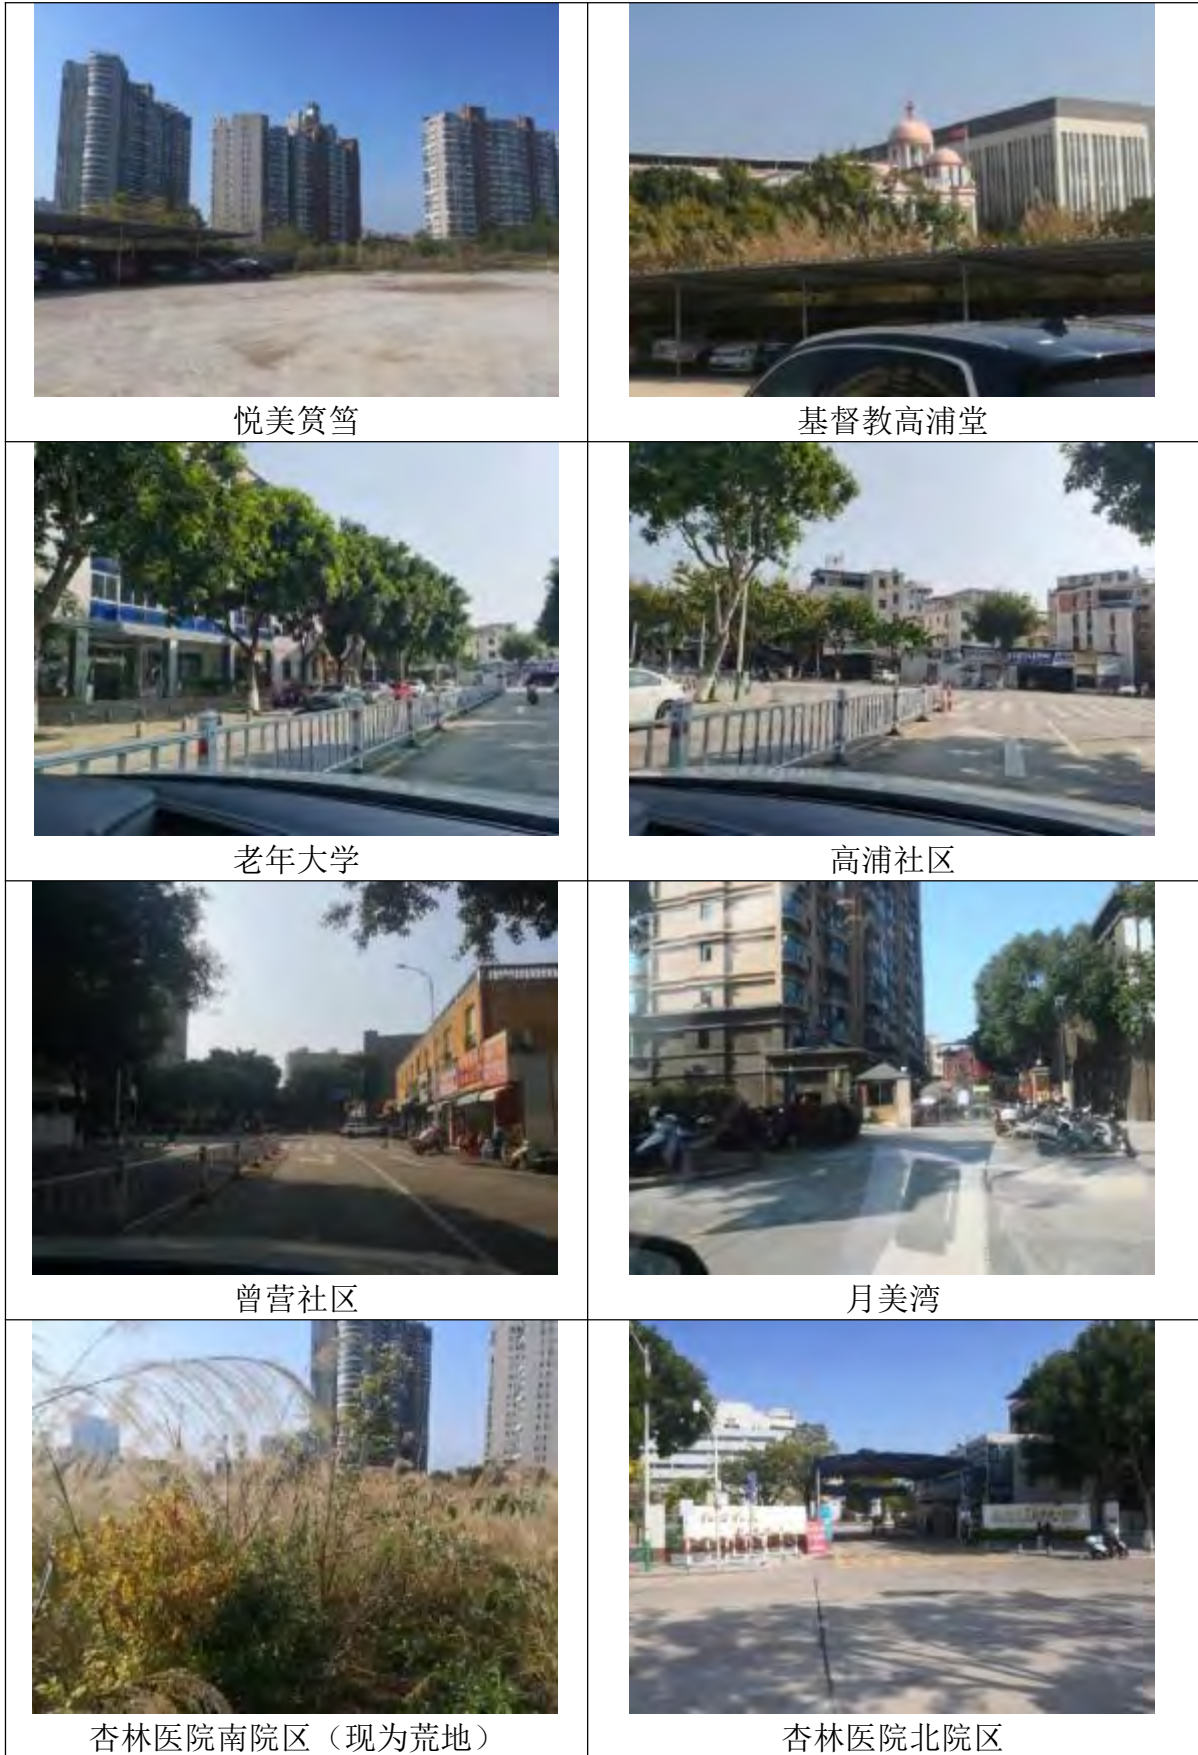 悦美筼筜
基督教高浦堂
老年大学
高浦社区
曾营社区
月美湾
杏林医院南院区（现为荒地）
杏林医院北院区